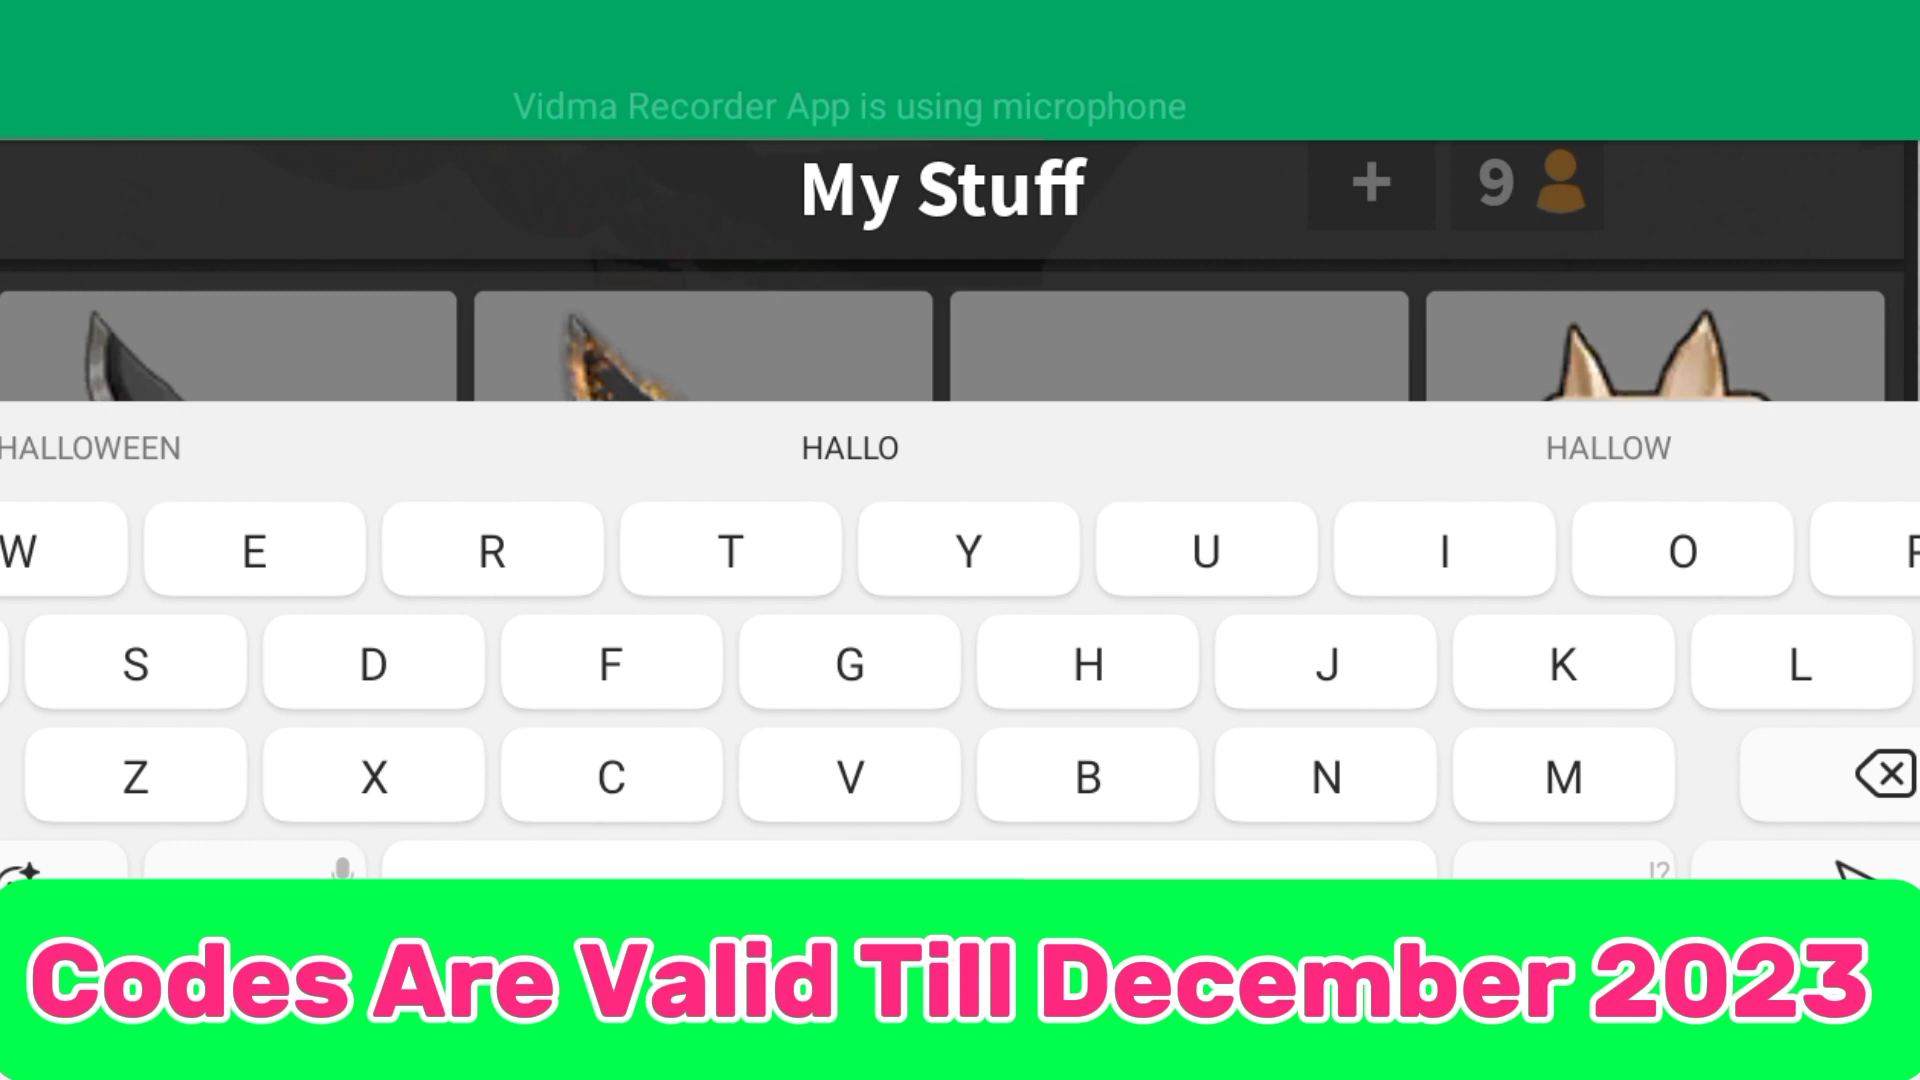 Vidma Recorder App is using microphone
My Stuff
+ 9
HALLOWEEN HALLO HALLOW
W E R T Y U I O P
S D F G H J K L
Z X C V B N M
!?
Codes Are Valid Till December 2023